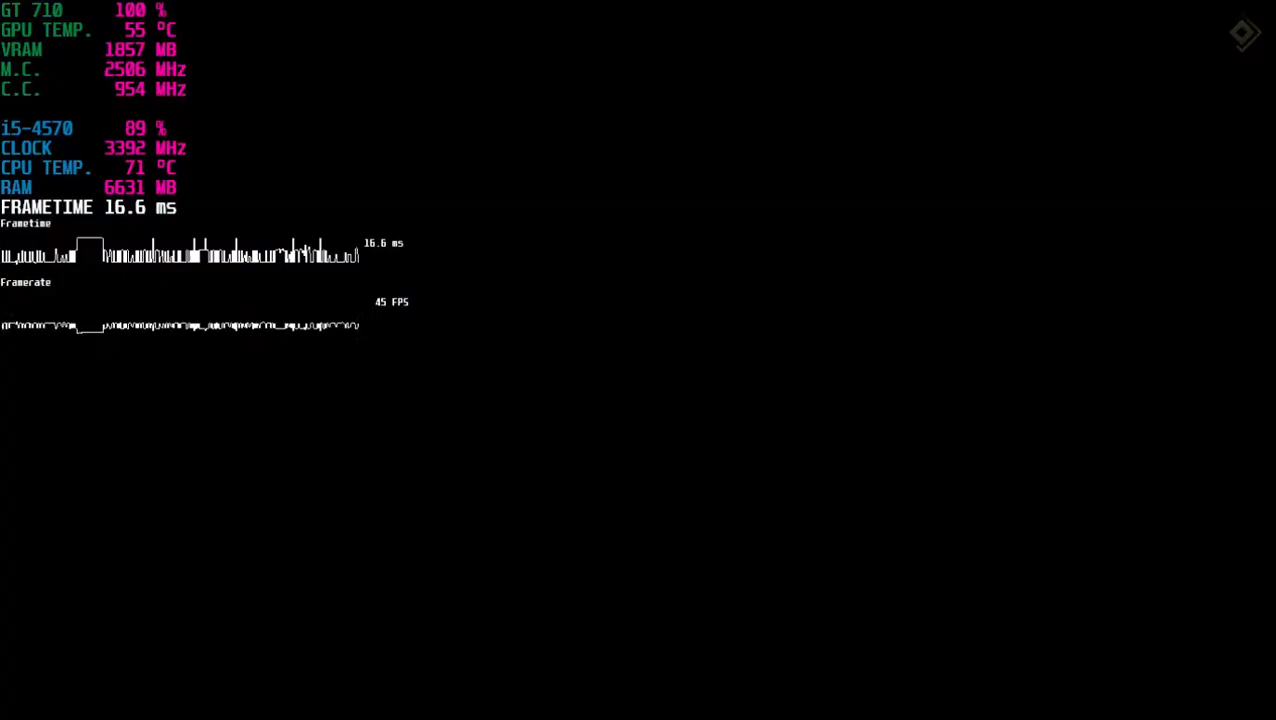 GT 710 100 %
GPU TEMP. 55 °C
VRAM 1857 MB
M.C. 2506 MHz
C.C. 954 MHz
i5-4570 89 %
CLOCK 3392 MHz
CPU TEMP. 71 °C
RAM 6631 MB
FRAMETIME 16.6 ms
Frametime
16.6 ms
Framerate
45 FPS